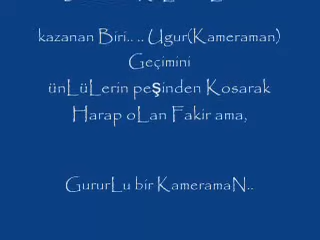 kazanan Biri.. .. Ugur(Kameraman)
Geçimini
ünLüLerin peşinden Kosarak
Harap oLan Fakir ama,
GururLu bir KameramaN..